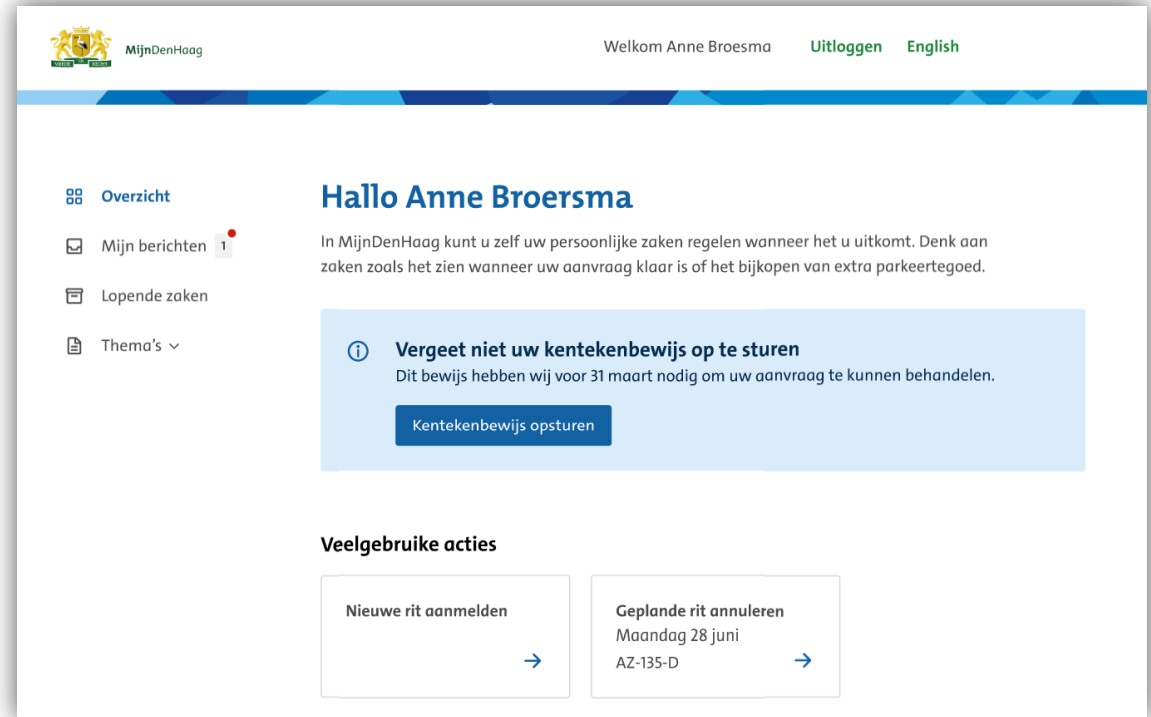 VREDE EN RECHT
MijnDenHaag
Welkom Anne Broesma
Uitloggen
English
Overzicht
Mijn berichten 1
Lopende zaken
Thema's
Hallo Anne Broersma
In MijnDenHaag kunt u zelf uw persoonlijke zaken regelen wanneer het u uitkomt. Denk aan
zaken zoals het zien wanneer uw aanvraag klaar is of het bijkopen van extra parkeertegoed.
Vergeet niet uw kentekenbewijs op te sturen
Dit bewijs hebben wij voor 31 maart nodig om uw aanvraag te kunnen behandelen.
Kentekenbewijs opsturen
Veelgebruike acties
Nieuwe rit aanmelden
Geplande rit annuleren
Maandag 28 juni
AZ-135-D